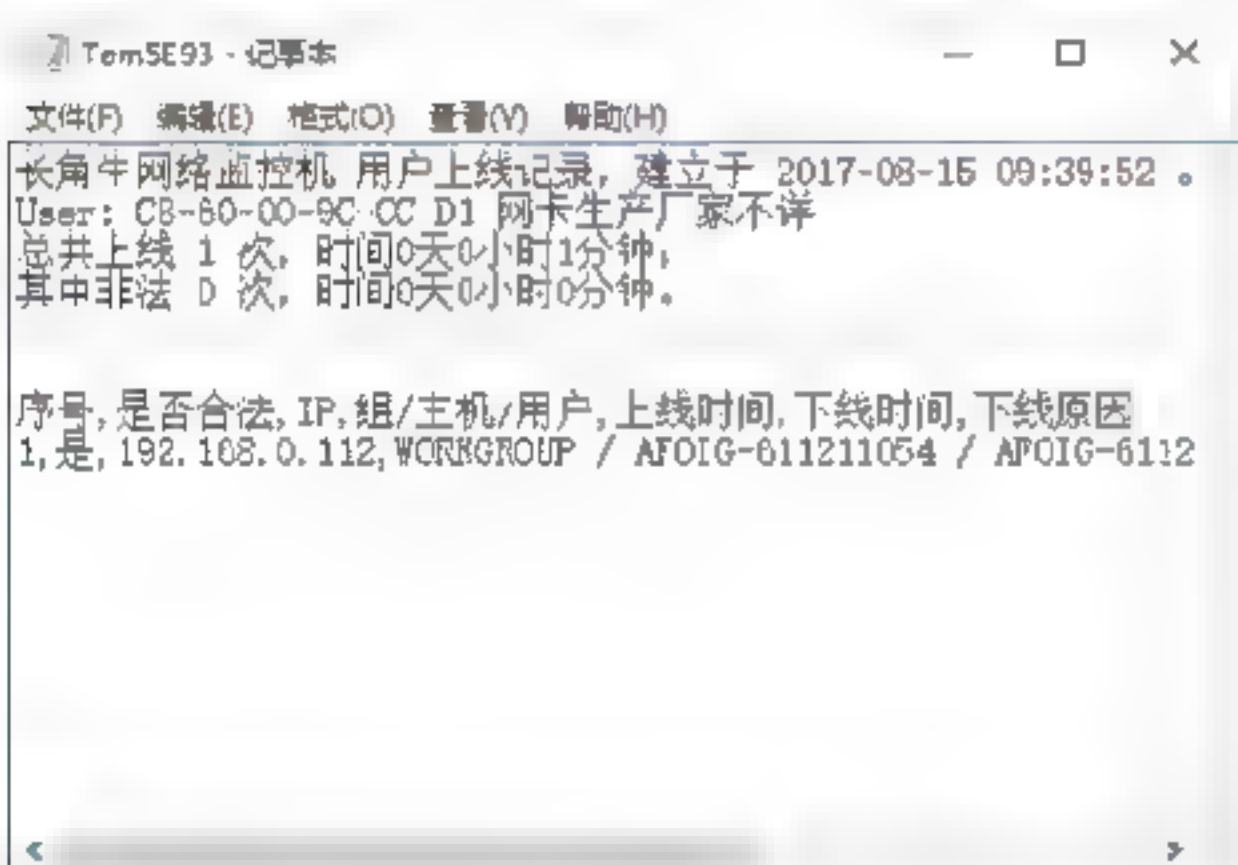 Tom5E93 - 记事本
文件(F) 编辑(E) 格式(O) 查看(V) 帮助(H)
长角牛网络监控机 用户上线记录, 建立于 2017-08-15 09:39:52 。
User: C8-60-00-9C-CC-D1 网卡生产厂家不详
总共上线 1 次, 时间0天0小时1分钟,
其中非法 0 次, 时间0天0小时0分钟。
序号,是否合法,IP,组/主机/用户,上线时间,下线时间,下线原因
1,是,192.168.0.112,WORKGROUP / AFOIG-611211054 / AFOIG-6112